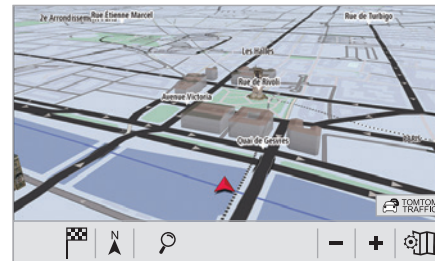 2e Arrondissem
Rue Étienne Marcel
Rue de Turbigo
Les Halles
Rue de Rivoli
Avenue Victoria
Quai de Gesvres
TOMTOM
TRAFFIC
N